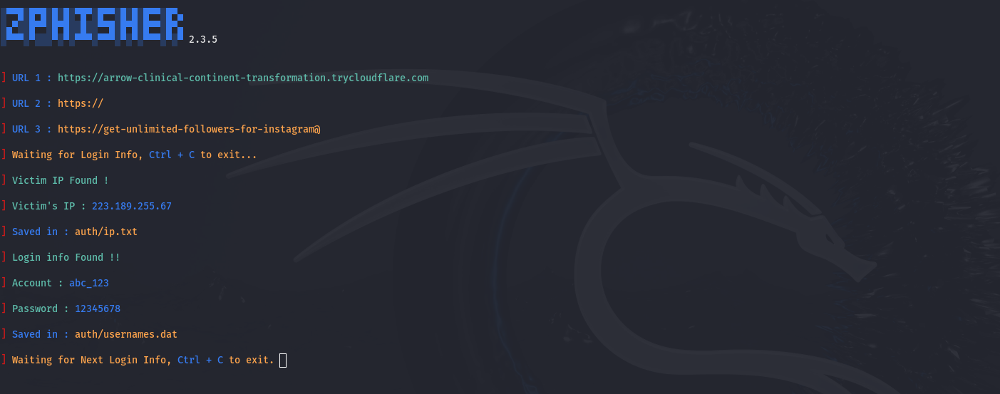 ZPHISHER 2.3.5
] URL 1 : https://arrow-clinical-continent-transformation.trycloudflare.com
] URL 2 : https://
] URL 3 : https://get-unlimited-followers-for-instagram@
] Waiting for Login Info, Ctrl + C to exit...
] Victim IP Found !
] Victim's IP : 223.189.255.67
] Saved in : auth/ip.txt
] Login info Found !!
] Account : abc_123
] Password : 12345678
] Saved in : auth/usernames.dat
] Waiting for Next Login Info, Ctrl + C to exit.